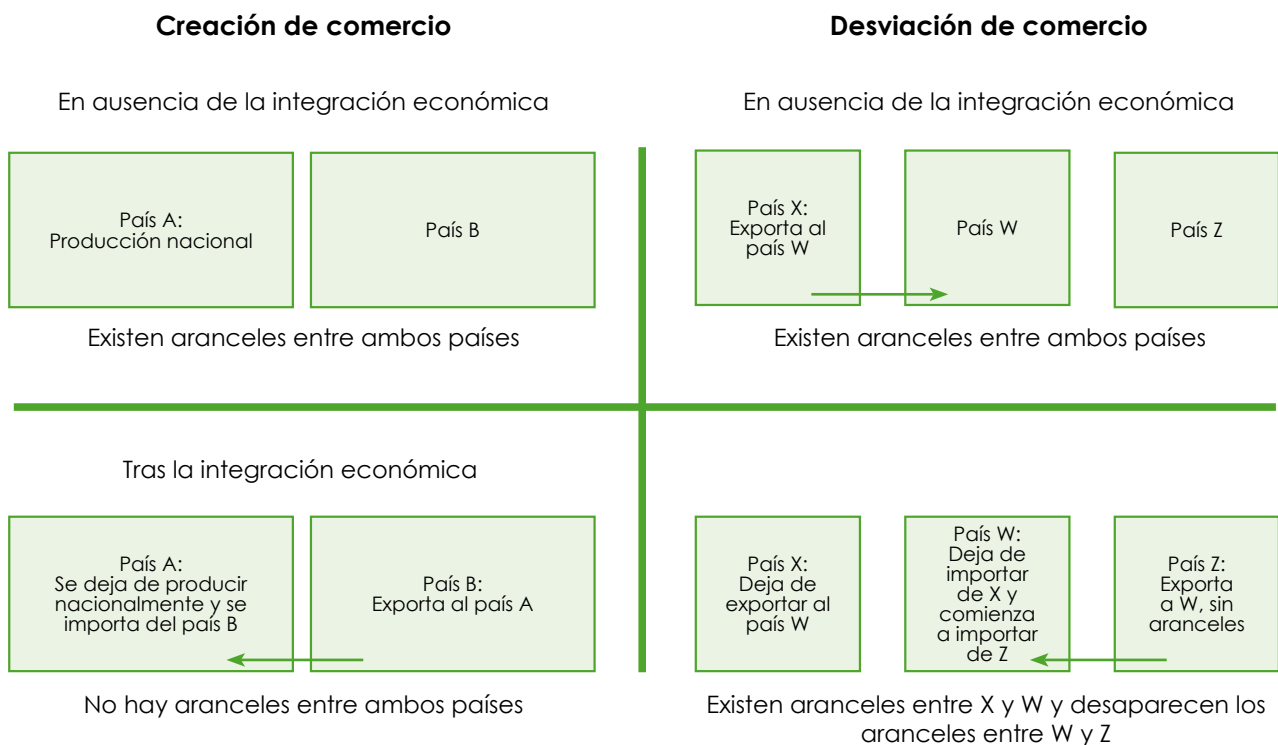 Creación de comercio
En ausencia de la integración económica
País A:
Producción nacional
País B
Existen aranceles entre ambos países
Desviación de comercio
En ausencia de la integración económica
País X:
Exporta al
país W
País W
País Z
Existen aranceles entre ambos países
Tras la integración económica
País A:
Se deja de producir
nacionalmente y se
importa del país B
País B:
Exporta al país A
No hay aranceles entre ambos países
País X:
Deja de
exportar al
país W
País W:
Deja de
importar
de X y
comienza
a importar
de Z
País Z:
Exporta
a W, sin
aranceles
Existen aranceles entre X y W y desaparecen los
aranceles entre W y Z